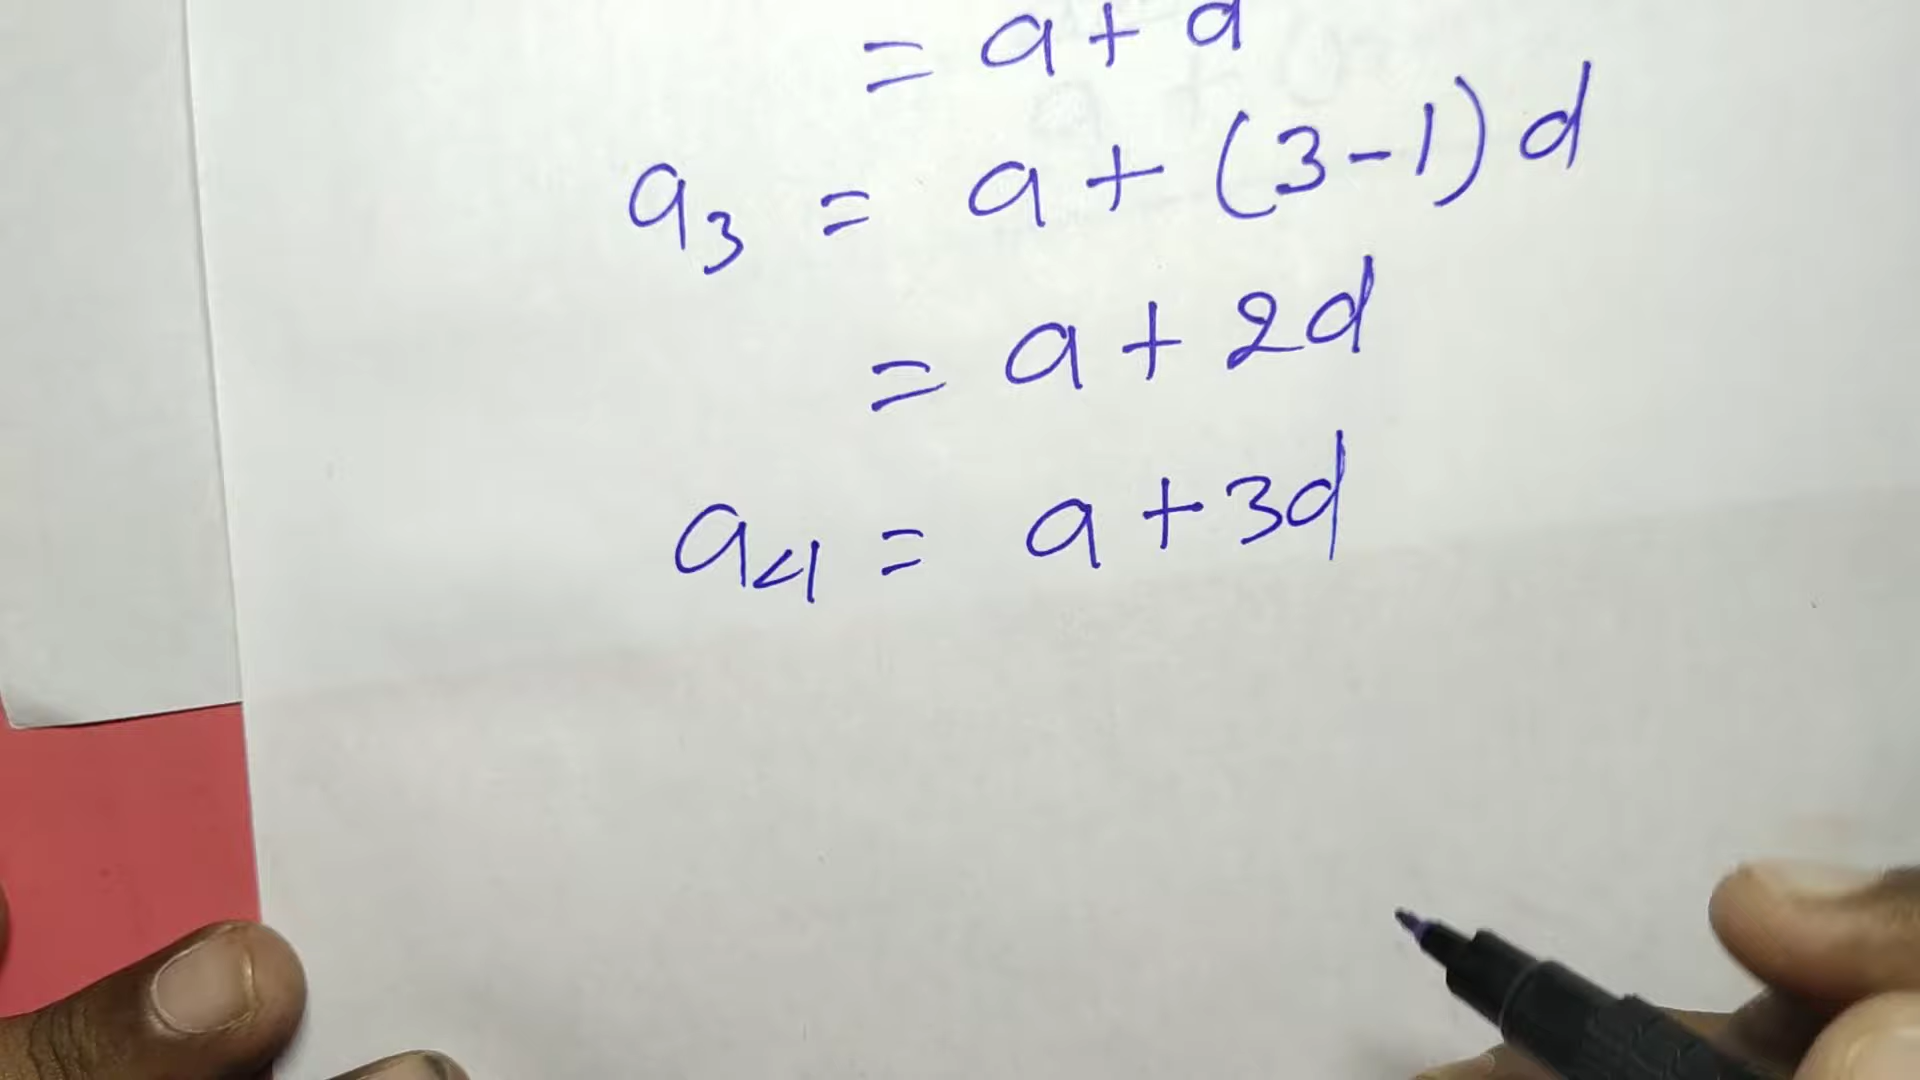 = a + d
a₃ = a + (3-1) d
= a + 2d
a₄ = a + 3d